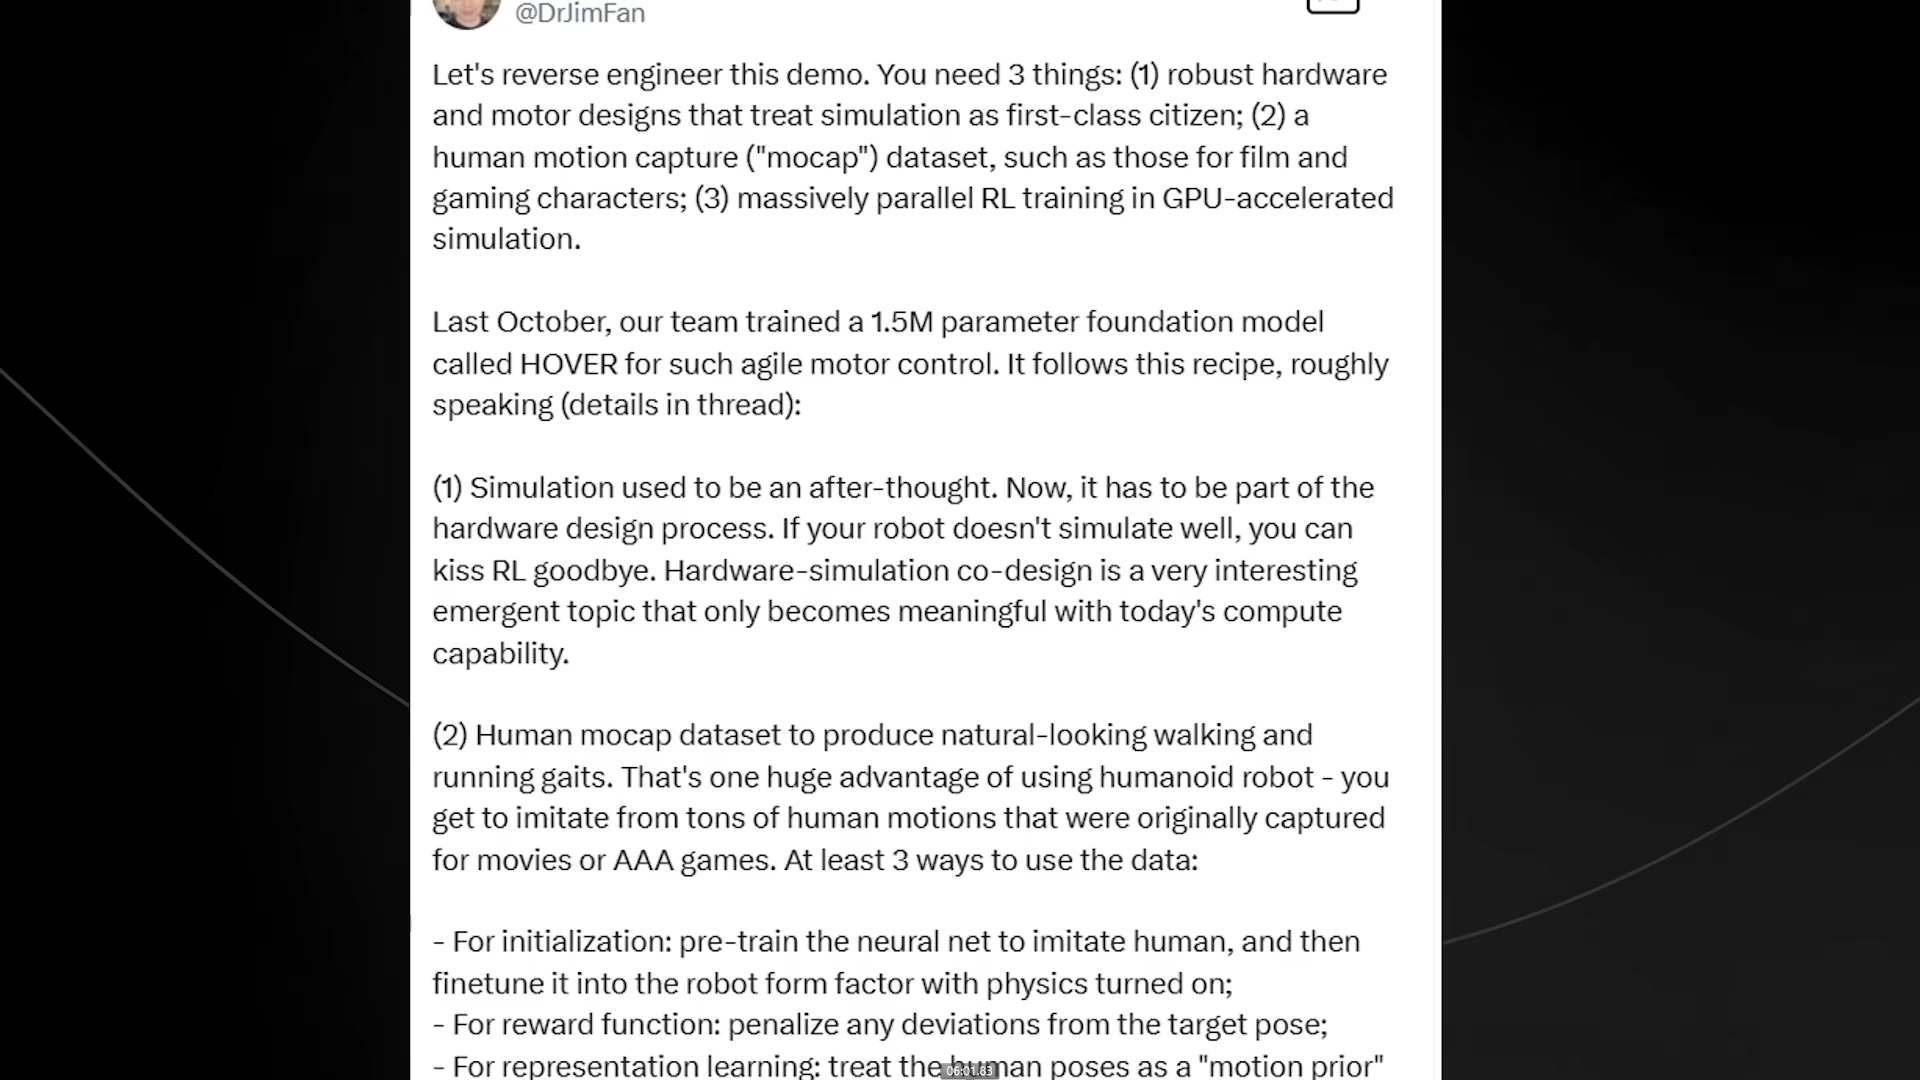 @DrJimFan
Let's reverse engineer this demo. You need 3 things: (1) robust hardware
and motor designs that treat simulation as first-class citizen; (2) a
human motion capture ("mocap") dataset, such as those for film and
gaming characters; (3) massively parallel RL training in GPU-accelerated
simulation.
Last October, our team trained a 1.5M parameter foundation model
called HOVER for such agile motor control. It follows this recipe, roughly
speaking (details in thread):
(1) Simulation used to be an after-thought. Now, it has to be part of the
hardware design process. If your robot doesn't simulate well, you can
kiss RL goodbye. Hardware-simulation co-design is a very interesting
emergent topic that only becomes meaningful with today's compute
capability.
(2) Human mocap dataset to produce natural-looking walking and
running gaits. That's one huge advantage of using humanoid robot - you
get to imitate from tons of human motions that were originally captured
for movies or AAA games. At least 3 ways to use the data:
- For initialization: pre-train the neural net to imitate human, and then
finetune it into the robot form factor with physics turned on;
- For reward function: penalize any deviations from the target pose;
- For representation learning: treat the human poses as a "motion prior"
06:01.83